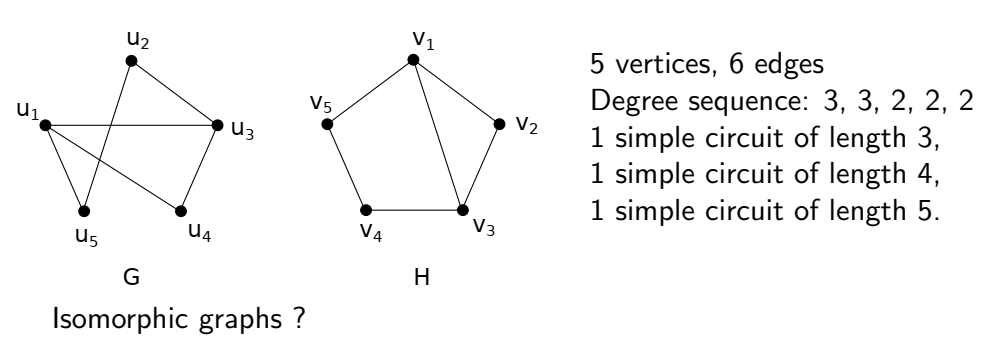 u₂
u₁
u₃
u₅
u₄
G
v₁
v₅
v₂
v₄
v₃
H
5 vertices, 6 edges
Degree sequence: 3, 3, 2, 2, 2
1 simple circuit of length 3,
1 simple circuit of length 4,
1 simple circuit of length 5.
Isomorphic graphs ?